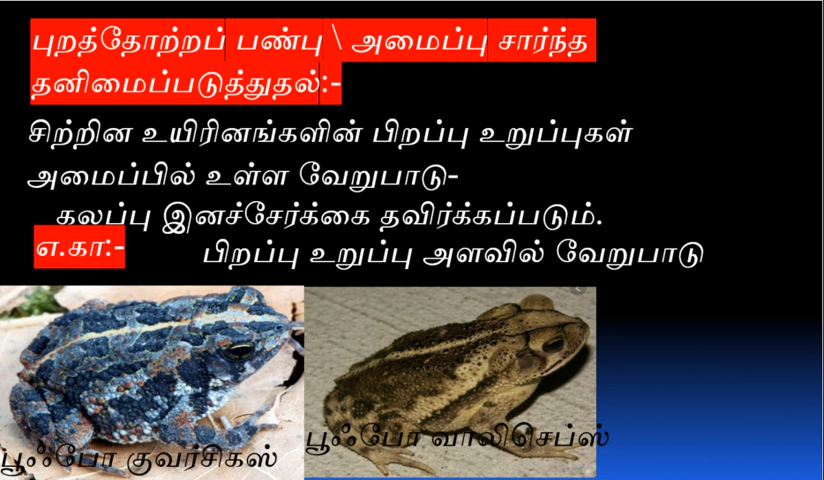 புறத்தோற்றப் பண்பு \ அமைப்பு சார்ந்த
தனிமைப்படுத்துதல்:-
சிற்றின உயிரினங்களின் பிறப்பு உறுப்புகள்
அமைப்பில் உள்ள வேறுபாடு-
கலப்பு இனச்சேர்க்கை தவிர்க்கப்படும்.
எ.கா:- பிறப்பு உறுப்பு அளவில் வேறுபாடு
பூஃபோ குவர்சிகஸ்
பூஃபோ வாலிசெப்ஸ்